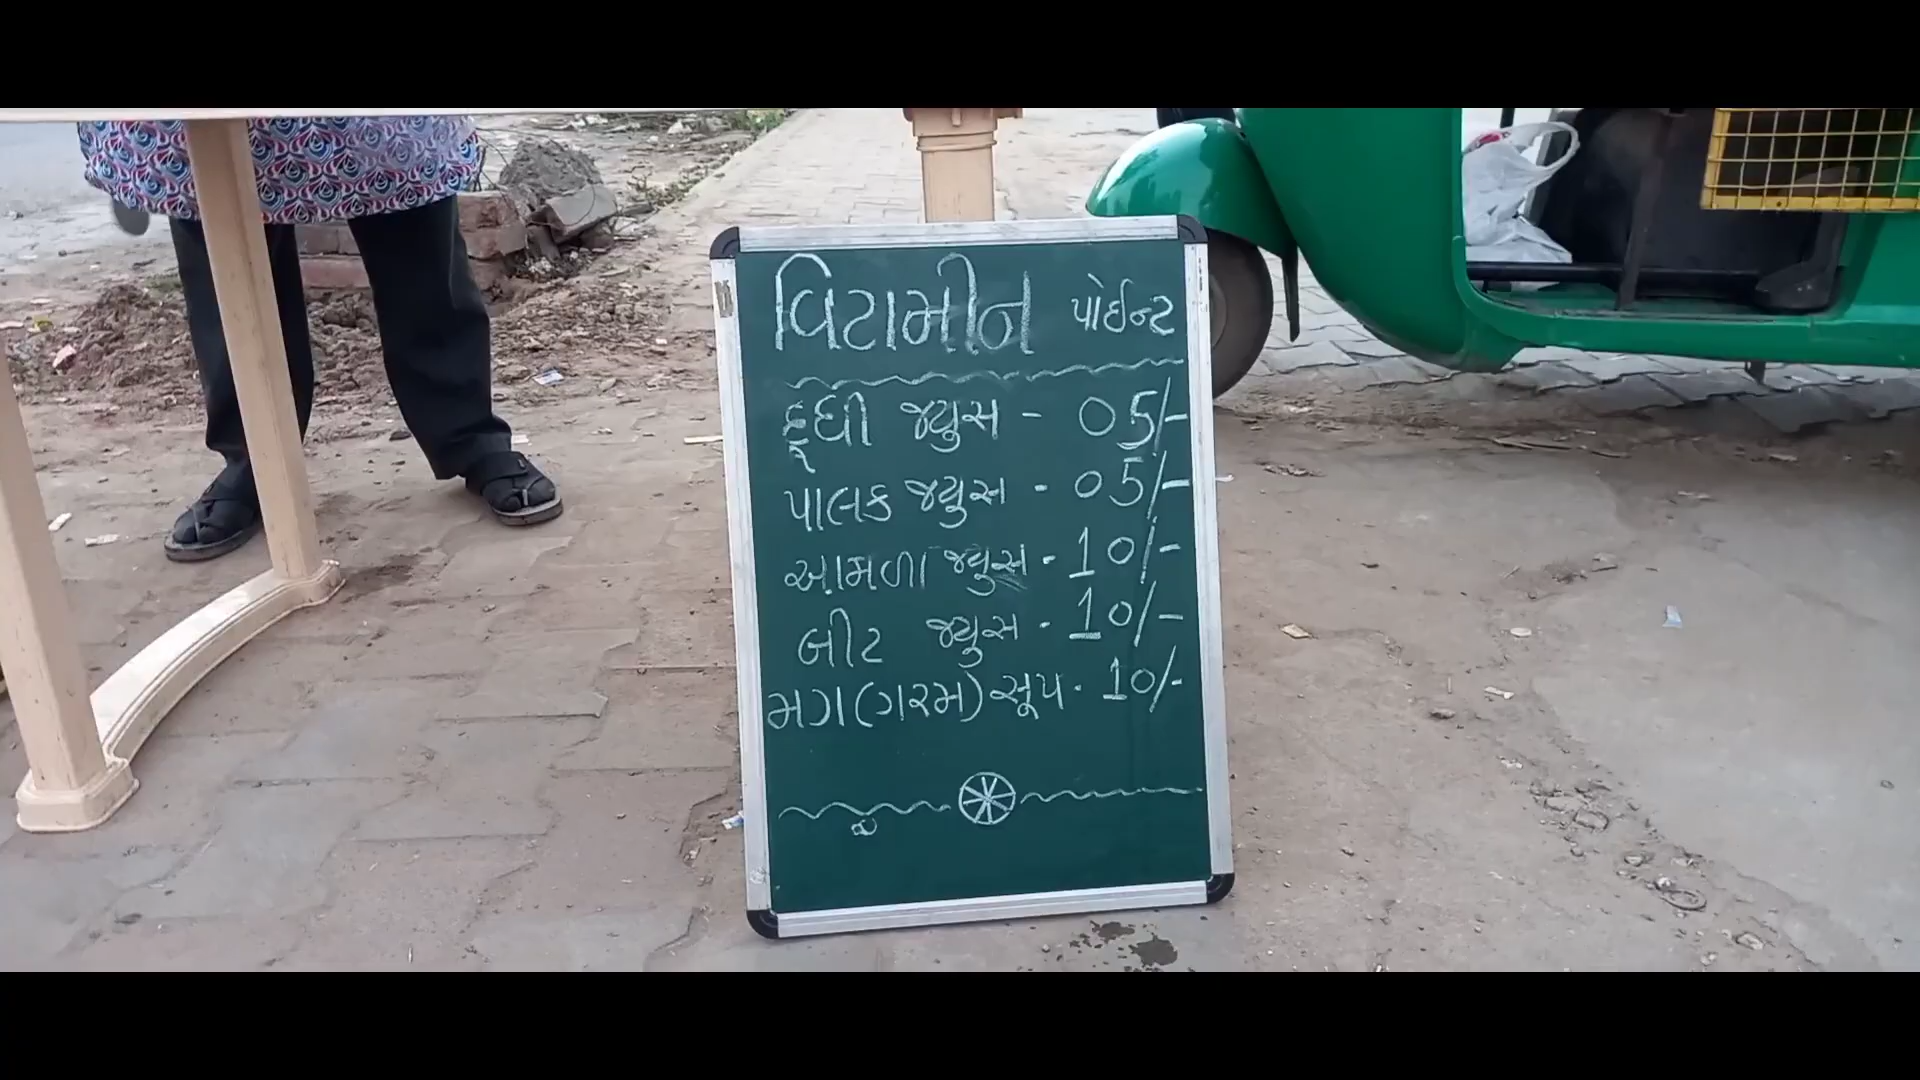 વિટામીન પોઈન્ટ
દૂધી જ્યુસ - 05/-
પાલક જ્યુસ - 05/-
આમળા જ્યુસ - 10/-
બીટ જ્યુસ - 10/-
મગ(ગરમ) સૂપ - 10/-